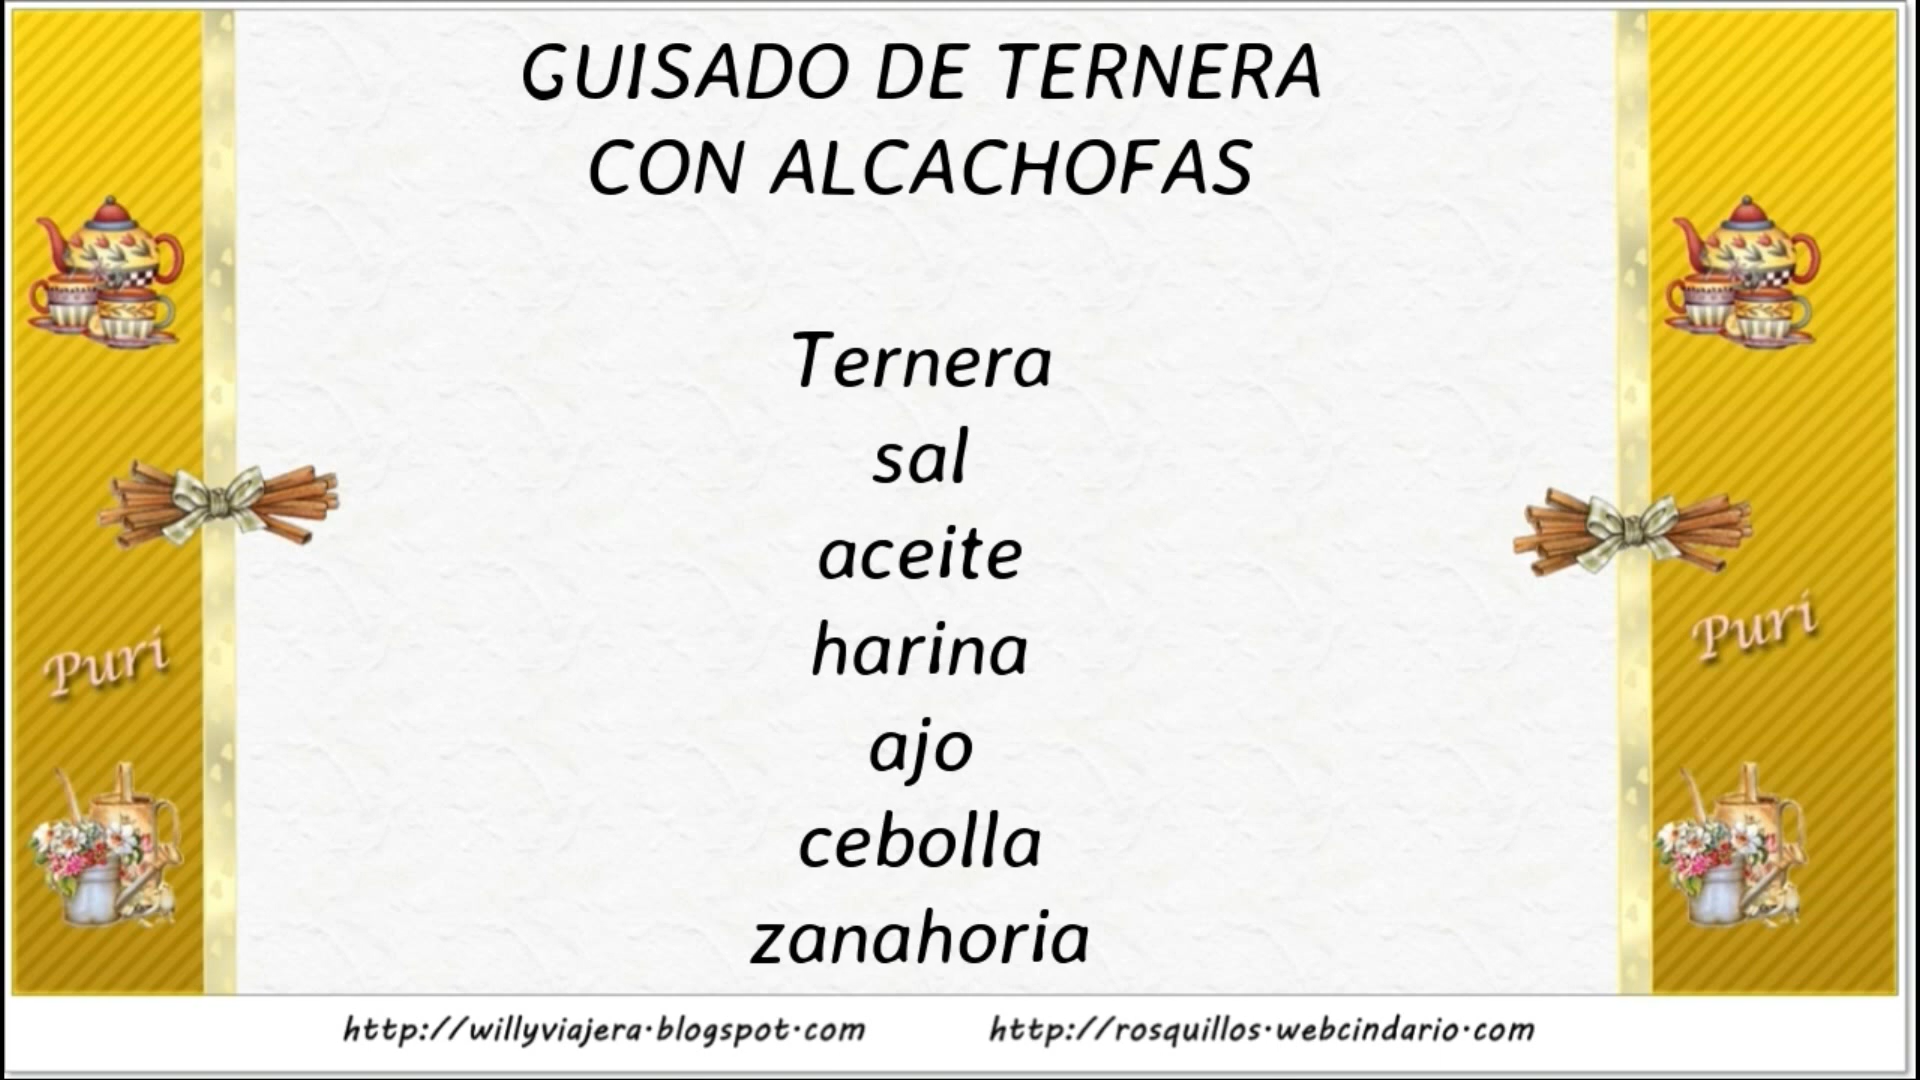 GUISADO DE TERNERA
CON ALCACHOFAS
Ternera
sal
aceite
harina
ajo
cebolla
zanahoria
Puri
Puri
http://willyviajera.blogspot.com
http://rosquillos.webcindario.com